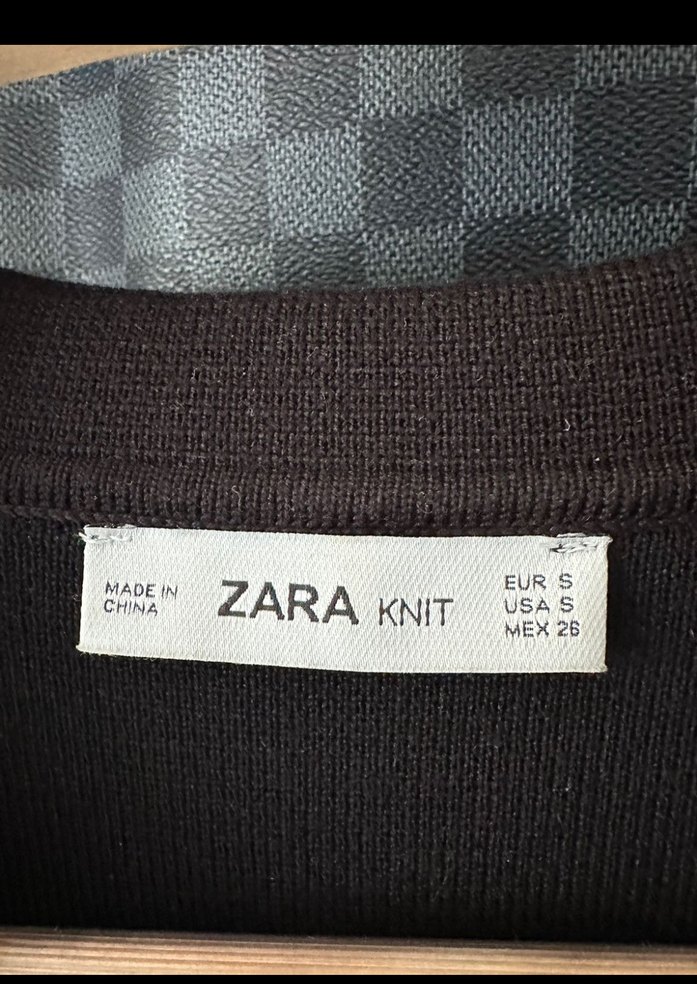 MADE IN
CHINA
ZARA KNIT
EUR S
USA S
MEX 26